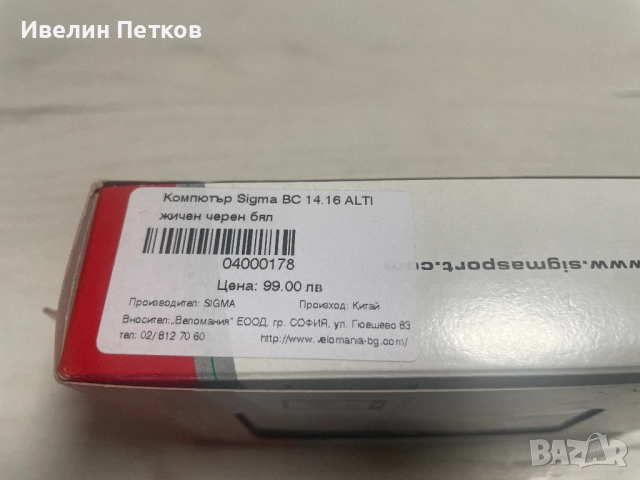 Ивелин Петков
Компютър Sigma BC 14.16 ALTI
жичен черен бял
04000178
Цена: 99.00 лв
Производител: SIGMA Произход: Китай
Вносител:„Веломания" ЕООД, гр. СОФИЯ, ул. Гюешево 83
тел: 02/ 812 70 60 http://www.velomania-bg.com/
www.sigmasport.com
BAZAR